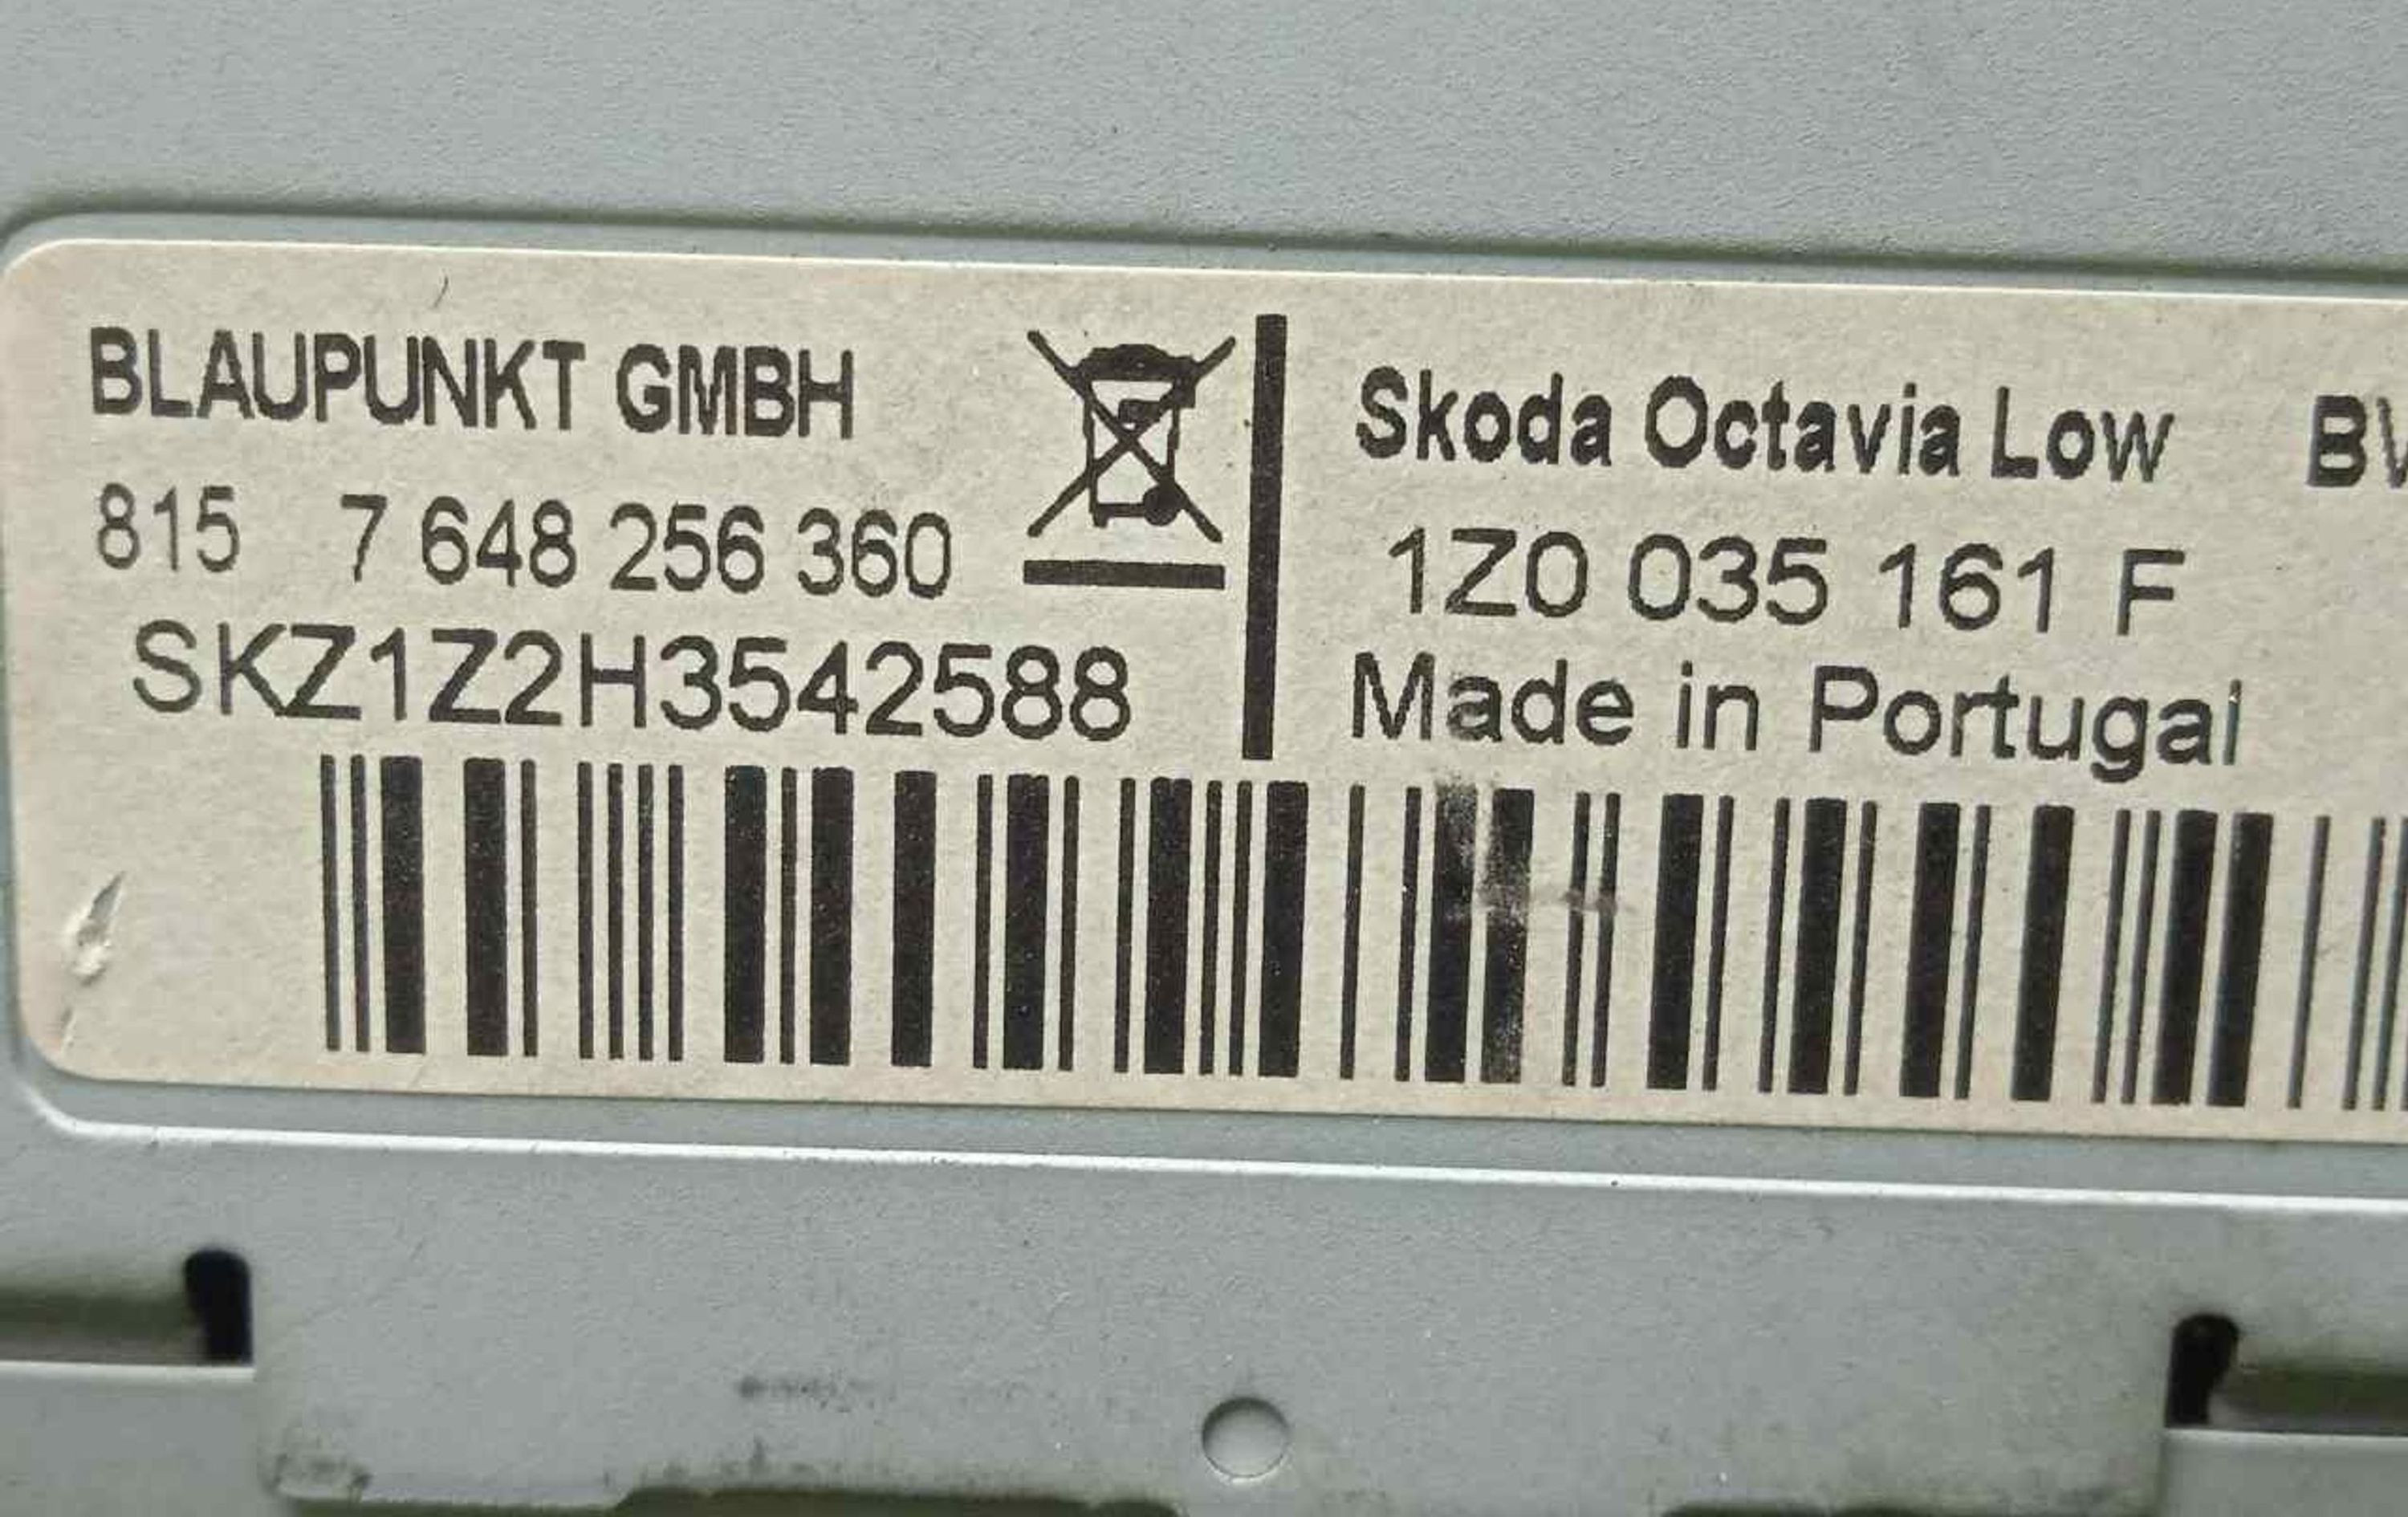 BLAUPUNKT GMBH
815 7 648 256 360
SKZ1Z2H3542588
Skoda Octavia Low
1Z0 035 161 F
Made in Portugal